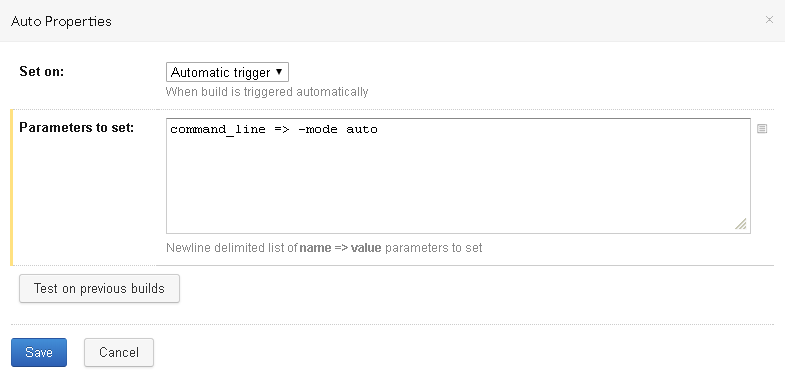 Auto Properties ×
Set on: Automatic trigger ▼
When build is triggered automatically
Parameters to set: command_line => -mode auto
Newline delimited list of name => value parameters to set
Test on previous builds
Save Cancel